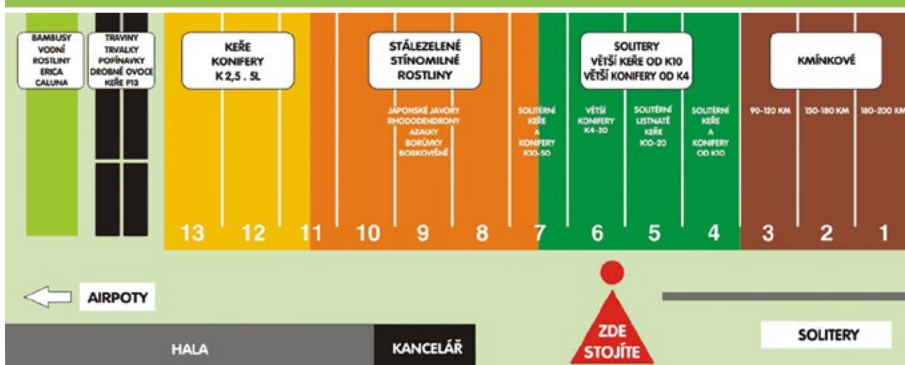 BAMBUSY
VODNÍ
ROSTLINY
ERICA
CALUNA
TRAVINY
TRVALKY
POPÍNAVKY
DROBNÉ OVOCE
KEŘE P13
KEŘE
KONIFERY
K 2,5 . 5L
STÁLEZELENÉ
STÍNOMILNÉ
ROSTLINY
SOLITERY
VĚTŠÍ KEŘE OD K10
VĚTŠÍ KONIFERY OD K4
KMÍNKOVÉ
JAPONSKÉ JAVORY
RHODODENDRONY
AZALKY
BORŮVKY
BOBKOVIŠNĚ
SOLITÉRNÍ
KEŘE
A
KONIFERY
K10-50
VĚTŠÍ
KONIFERY
K4-20
SOLITÉRNÍ
LISTNATÉ
KEŘE
K10-20
SOLITÉRNÍ
KEŘE
A
KONIFERY
OD K10
90-120 KM
150-180 KM
180-200 KM
13 12 11 10 9 8 7 6 5 4 3 2 1
AIRPOTY
HALA
KANCELÁŘ
ZDE
STOJÍTE
SOLITERY